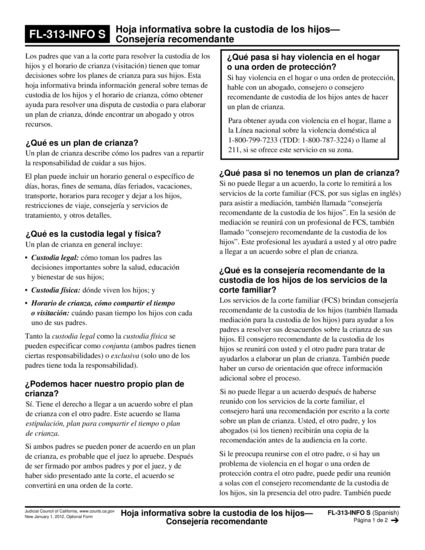 FL-313-INFO S
Hoja informativa sobre la custodia de los hijos—
Consejería recomendante
Los padres que van a la corte para resolver la custodia de los
hijos y el horario de crianza (visitación) tienen que tomar
decisiones sobre los planes de crianza para sus hijos. Esta
hoja informativa brinda información general sobre temas de
custodia de los hijos y el horario de crianza, cómo obtener
ayuda para resolver una disputa de custodia o para elaborar
un plan de crianza, dónde encontrar un abogado y otros
recursos.
¿Qué es un plan de crianza?
Un plan de crianza describe cómo los padres van a repartir
la responsabilidad de cuidar a sus hijos.
El plan puede incluir un horario general o específico de
días, horas, fines de semana, días feriados, vacaciones,
transporte, horarios para recoger y dejar a los hijos,
restricciones de viaje, consejería y servicios de
tratamiento, y otros detalles.
¿Qué es la custodia legal y física?
Un plan de crianza en general incluye:
• Custodia legal: cómo toman los padres las
decisiones importantes sobre la salud, educación
y bienestar de sus hijos;
• Custodia física: dónde viven los hijos; y
• Horario de crianza, cómo compartir el tiempo
o visitación: cuándo pasan tiempo los hijos con cada
uno de sus padres.
Tanto la custodia legal como la custodia física se
pueden especificar como conjunta (ambos padres tienen
ciertas responsabilidades) o exclusiva (solo uno de los
padres tiene toda la responsabilidad).
¿Podemos hacer nuestro propio plan de
crianza?
Sí. Tiene el derecho a llegar a un acuerdo sobre el plan
de crianza con el otro padre. Este acuerdo se llama
estipulación, plan para compartir el tiempo o plan
de crianza.
Si ambos padres se pueden poner de acuerdo en un plan
de crianza, es probable que el juez lo apruebe. Después
de ser firmado por ambos padres y por el juez, y de
haber sido presentado ante la corte, el acuerdo se
convertirá en una orden de la corte.
¿Qué pasa si hay violencia en el hogar
o una orden de protección?
Si hay violencia en el hogar o una orden de protección,
hable con un abogado, consejero o consejero
recomendante de custodia de los hijos antes de hacer
un plan de crianza.
Para obtener ayuda con violencia en el hogar, llame a
la Línea nacional sobre la violencia doméstica al
1-800-799-7233 (TDD: 1-800-787-3224) o llame al
211, si se ofrece este servicio en su zona.
¿Qué pasa si no tenemos un plan de crianza?
Si no puede llegar a un acuerdo, la corte lo remitirá a los
servicios de la corte familiar (FCS, por sus siglas en inglés)
para asistir a mediación, también llamada “consejería
recomendante de la custodia de los hijos”. En la sesión de
mediación se reunirá con un profesional de FCS, también
llamado “consejero recomendante de la custodia de los
hijos”. Este profesional les ayudará a usted y al otro padre
a llegar a un acuerdo sobre el plan de crianza.
¿Qué es la consejería recomendante de la
custodia de los hijos de los servicios de la
corte familiar?
Los servicios de la corte familiar (FCS) brindan consejería
recomendante de la custodia de los hijos (también llamada
mediación para la custodia de los hijos) para ayudar a los
padres a resolver sus desacuerdos sobre la crianza de sus
hijos. El consejero recomendante de la custodia de los
hijos se reunirá con usted y el otro padre para tratar de
ayudarlos a elaborar un plan de crianza. También puede
haber un curso de orientación que ofrece información
adicional sobre el proceso.
Si no puede llegar a un acuerdo después de haberse
reunido con los servicios de la corte familiar, el
consejero hará una recomendación por escrito a la corte
sobre un plan de crianza. Usted, el otro padre, y los
abogados (si los tienen) recibirán una copia de la
recomendación antes de la audiencia en la corte.
Si le preocupa reunirse con el otro padre, o si hay un
problema de violencia en el hogar o una orden de
protección contra el otro padre, puede pedir una reunión
a solas con el consejero recomendante de la custodia de
los hijos, sin la presencia del otro padre. También puede
Judicial Council of California, www.courts.ca.gov
New January 1, 2012, Optional Form
Hoja informativa sobre la custodia de los hijos—
Consejería recomendante
FL-313-INFO S (Spanish)
Página 1 de 2 ➔